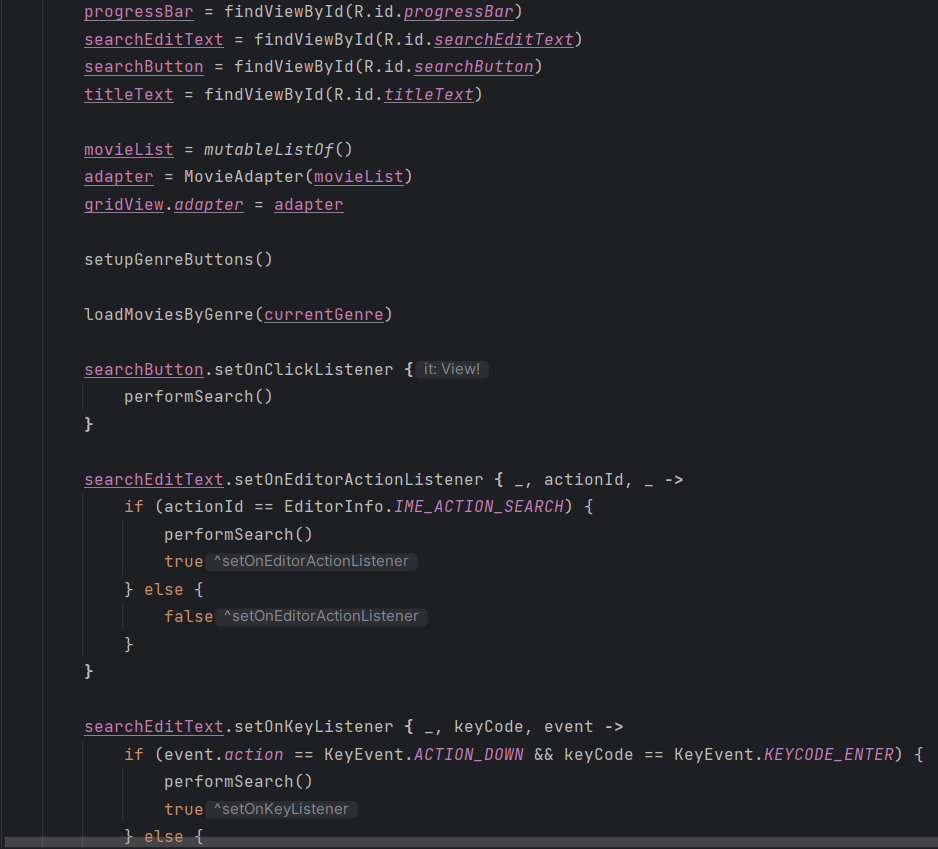 progressBar = findViewById(R.id.progressBar)
searchEditText = findViewById(R.id.searchEditText)
searchButton = findViewById(R.id.searchButton)
titleText = findViewById(R.id.titleText)
movieList = mutableListOf()
adapter = MovieAdapter(movieList)
gridView.adapter = adapter
setupGenreButtons()
loadMoviesByGenre(currentGenre)
searchButton.setOnClickListener { it: View!
performSearch()
}
searchEditText.setOnEditorActionListener { _, actionId, _ ->
if (actionId == EditorInfo.IME_ACTION_SEARCH) {
performSearch()
true ^setOnEditorActionListener
} else {
false ^setOnEditorActionListener
}
}
searchEditText.setOnKeyListener { _, keyCode, event ->
if (event.action == KeyEvent.ACTION_DOWN && keyCode == KeyEvent.KEYCODE_ENTER) {
performSearch()
true ^setOnKeyListener
} else {